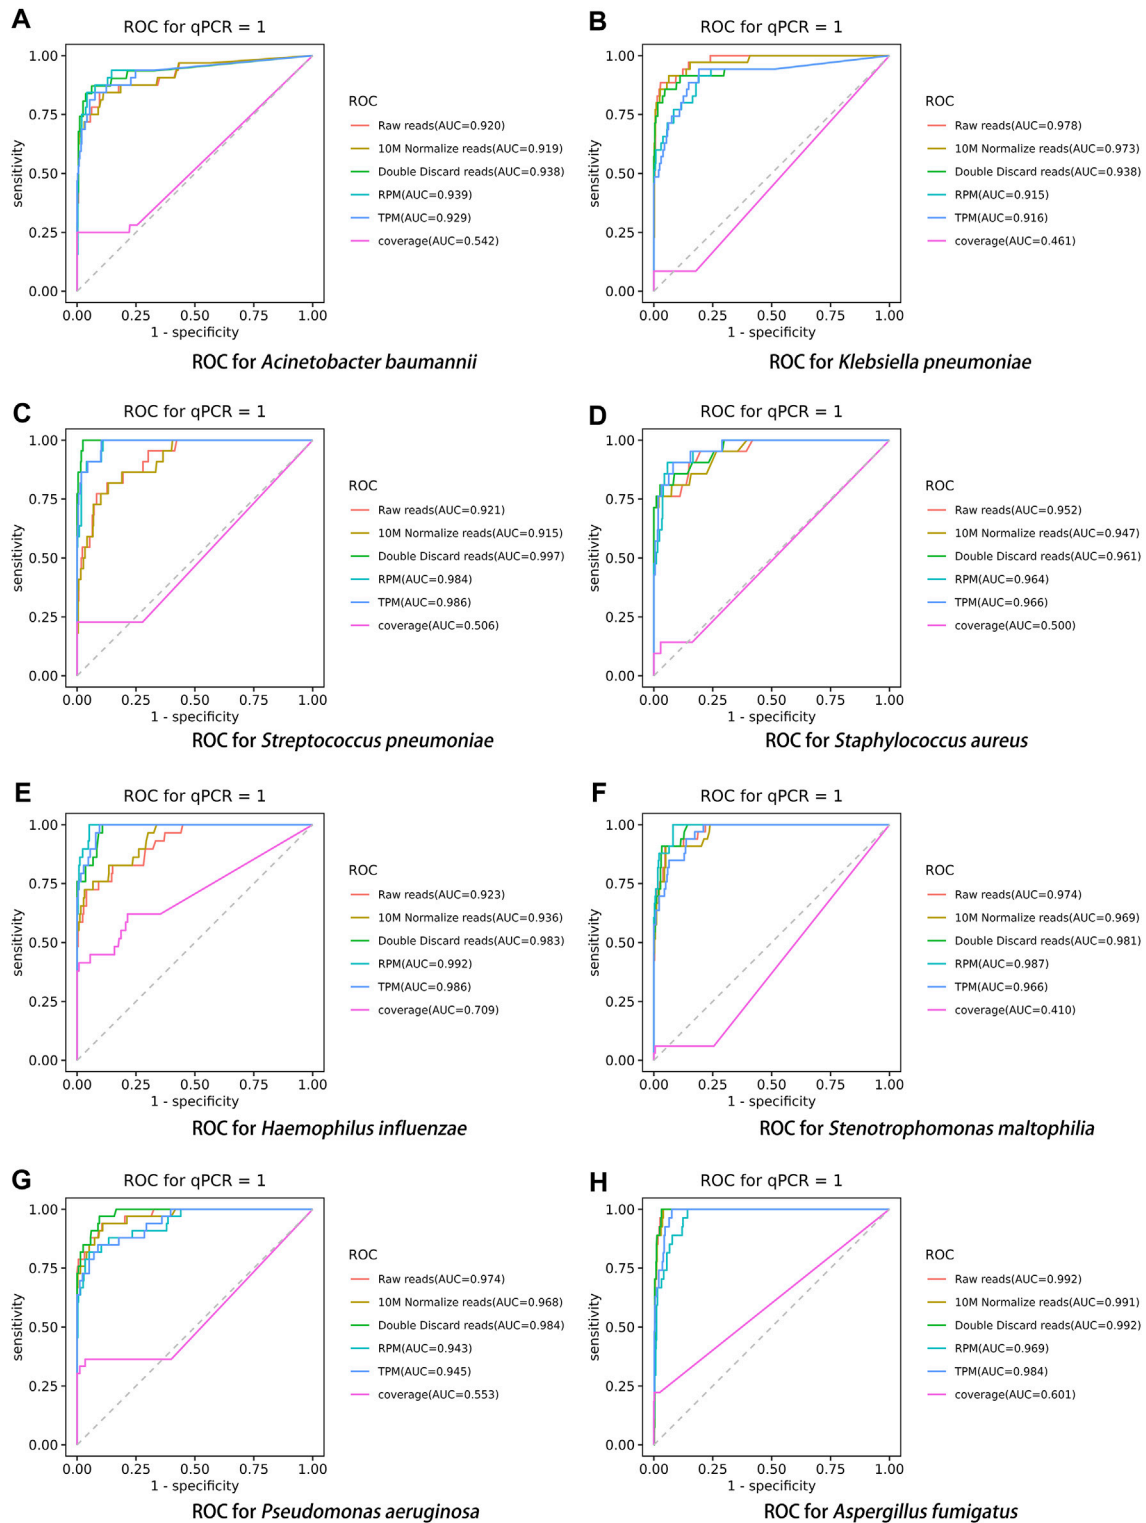 A
ROC for qPCR = 1
sensitivity
1.00
0.75
0.50
0.25
0.00
0.00 0.25 0.50 0.75 1.00
1 - specificity
ROC
Raw reads(AUC=0.920)
10M Normalize reads(AUC=0.919)
Double Discard reads(AUC=0.938)
RPM(AUC=0.939)
TPM(AUC=0.929)
coverage(AUC=0.542)
ROC for Acinetobacter baumannii
B
ROC for qPCR = 1
sensitivity
1.00
0.75
0.50
0.25
0.00
0.00 0.25 0.50 0.75 1.00
1 - specificity
ROC
Raw reads(AUC=0.978)
10M Normalize reads(AUC=0.973)
Double Discard reads(AUC=0.938)
RPM(AUC=0.915)
TPM(AUC=0.916)
coverage(AUC=0.461)
ROC for Klebsiella pneumoniae
C
ROC for qPCR = 1
sensitivity
1.00
0.75
0.50
0.25
0.00
0.00 0.25 0.50 0.75 1.00
1 - specificity
ROC
Raw reads(AUC=0.921)
10M Normalize reads(AUC=0.915)
Double Discard reads(AUC=0.997)
RPM(AUC=0.984)
TPM(AUC=0.986)
coverage(AUC=0.506)
ROC for Streptococcus pneumoniae
D
ROC for qPCR = 1
sensitivity
1.00
0.75
0.50
0.25
0.00
0.00 0.25 0.50 0.75 1.00
1 - specificity
ROC
Raw reads(AUC=0.952)
10M Normalize reads(AUC=0.947)
Double Discard reads(AUC=0.961)
RPM(AUC=0.964)
TPM(AUC=0.966)
coverage(AUC=0.500)
ROC for Staphylococcus aureus
E
ROC for qPCR = 1
sensitivity
1.00
0.75
0.50
0.25
0.00
0.00 0.25 0.50 0.75 1.00
1 - specificity
ROC
Raw reads(AUC=0.923)
10M Normalize reads(AUC=0.936)
Double Discard reads(AUC=0.983)
RPM(AUC=0.992)
TPM(AUC=0.986)
coverage(AUC=0.709)
ROC for Haemophilus influenzae
F
ROC for qPCR = 1
sensitivity
1.00
0.75
0.50
0.25
0.00
0.00 0.25 0.50 0.75 1.00
1 - specificity
ROC
Raw reads(AUC=0.974)
10M Normalize reads(AUC=0.969)
Double Discard reads(AUC=0.981)
RPM(AUC=0.987)
TPM(AUC=0.966)
coverage(AUC=0.410)
ROC for Stenotrophomonas maltophilia
G
ROC for qPCR = 1
sensitivity
1.00
0.75
0.50
0.25
0.00
0.00 0.25 0.50 0.75 1.00
1 - specificity
ROC
Raw reads(AUC=0.974)
10M Normalize reads(AUC=0.968)
Double Discard reads(AUC=0.984)
RPM(AUC=0.943)
TPM(AUC=0.945)
coverage(AUC=0.553)
ROC for Pseudomonas aeruginosa
H
ROC for qPCR = 1
sensitivity
1.00
0.75
0.50
0.25
0.00
0.00 0.25 0.50 0.75 1.00
1 - specificity
ROC
Raw reads(AUC=0.992)
10M Normalize reads(AUC=0.991)
Double Discard reads(AUC=0.992)
RPM(AUC=0.969)
TPM(AUC=0.984)
coverage(AUC=0.601)
ROC for Aspergillus fumigatus